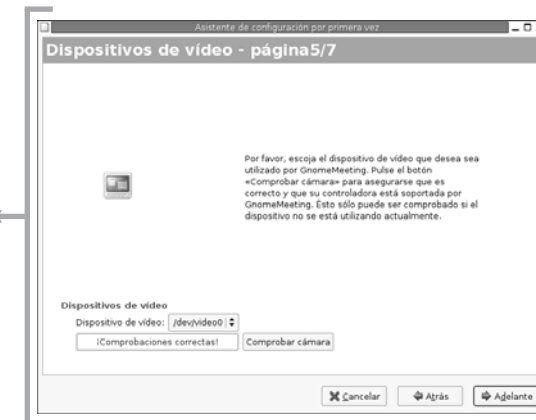 Asistente de configuración por primera vez
Dispositivos de vídeo - página5/7
Por favor, escoja el dispositivo de vídeo que desea sea
utilizado por GnomeMeeting. Pulse el botón
«Comprobar cámara» para asegurarse que es
correcto y que su controladora está soportada por
GnomeMeeting. Ésto sólo puede ser comprobado si el
dispositivo no se está utilizando actualmente.
Dispositivos de vídeo
Dispositivo de vídeo: /dev/video0
¡Comprobaciones correctas! Comprobar cámara
Cancelar Atrás Adelante